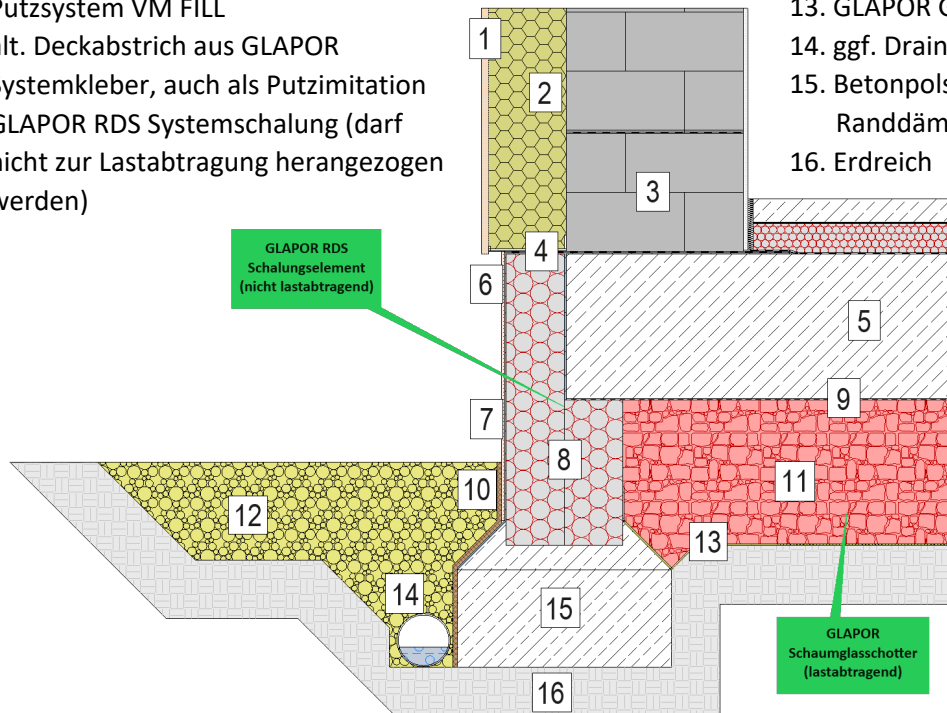 Putzsystem VM FILL
alt. Deckabstrich aus GLAPOR
Systemkleber, auch als Putzimitation
GLAPOR RDS Systemschalung (darf
nicht zur Lastabtragung herangezogen
werden)
13. GLAPOR
14. ggf. Drain
15. Betonpols
Randdäm
16. Erdreich
1
2
3
4
GLAPOR RDS
Schalungselement
(nicht lastabtragend)
6
5
9
7
8
10
11
12
13
14
15
GLAPOR
Schaumglasschotter
(lastabtragend)
16